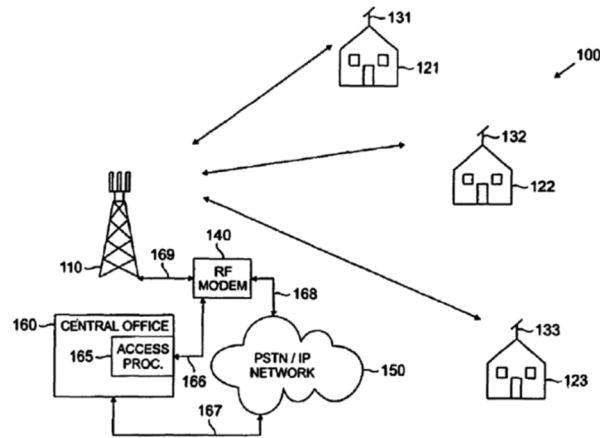 131
100
121
132
122
140
169
110
RF
MODEM
168
160
CENTRAL OFFICE
165
ACCESS
PROC.
166
PSTN / IP
NETWORK
150
133
123
167